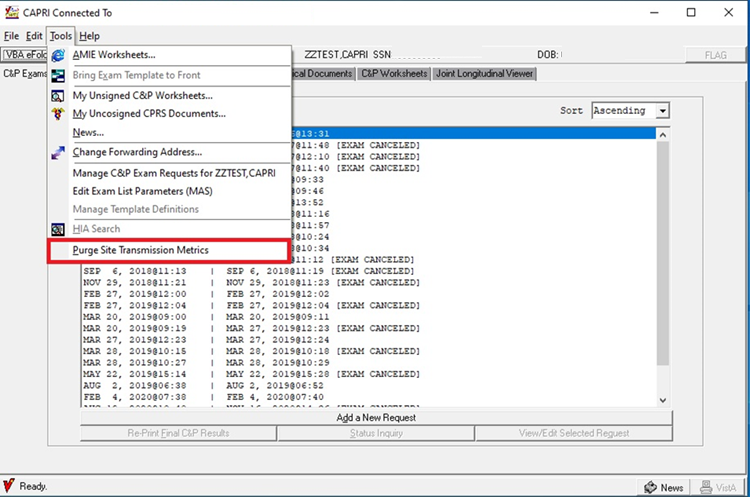 CAPRI Connected To
File Edit Tools Help
VBA eFol ZZTEST,CAPRI SSN DOB: FLAG
C&P Exams cal Documents C&P Worksheets Joint Longitudinal Viewer
AMIE Worksheets...
Bring Exam Template to Front
My Unsigned C&P Worksheets...
My Uncosigned CPRS Documents...
News...
Change Forwarding Address...
Manage C&P Exam Requests for ZZTEST,CAPRI
Edit Exam List Parameters (MAS)
Manage Template Definitions
HIA Search
Purge Site Transmission Metrics
Sort Ascending
@13:31
@11:48 [EXAM CANCELED]
@12:10 [EXAM CANCELED]
@11:40 [EXAM CANCELED]
@09:33
@09:46
@13:52
@11:16
@11:57
@10:24
@10:34
@11:12 [EXAM CANCELED]
SEP 6, 2018@11:13 | SEP 6, 2018@11:19 [EXAM CANCELED]
NOV 29, 2018@11:21 | NOV 29, 2018@11:23 [EXAM CANCELED]
FEB 27, 2019@12:00 | FEB 27, 2019@12:02
FEB 27, 2019@12:04 | FEB 27, 2019@12:04 [EXAM CANCELED]
MAR 20, 2019@09:00 | MAR 20, 2019@09:11
MAR 20, 2019@09:19 | MAR 27, 2019@12:23 [EXAM CANCELED]
MAR 27, 2019@12:23 | MAR 27, 2019@12:24
MAR 28, 2019@10:15 | MAR 28, 2019@10:18 [EXAM CANCELED]
MAR 28, 2019@10:27 | MAR 28, 2019@10:29
MAY 22, 2019@15:14 | MAY 22, 2019@15:28 [EXAM CANCELED]
AUG 2, 2019@06:38 | AUG 2, 2019@06:52
FEB 4, 2020@07:38 | FEB 4, 2020@07:40
Add a New Request
Re-Print Final C&P Results Status Inquiry View/Edit Selected Request
Ready. News VistA